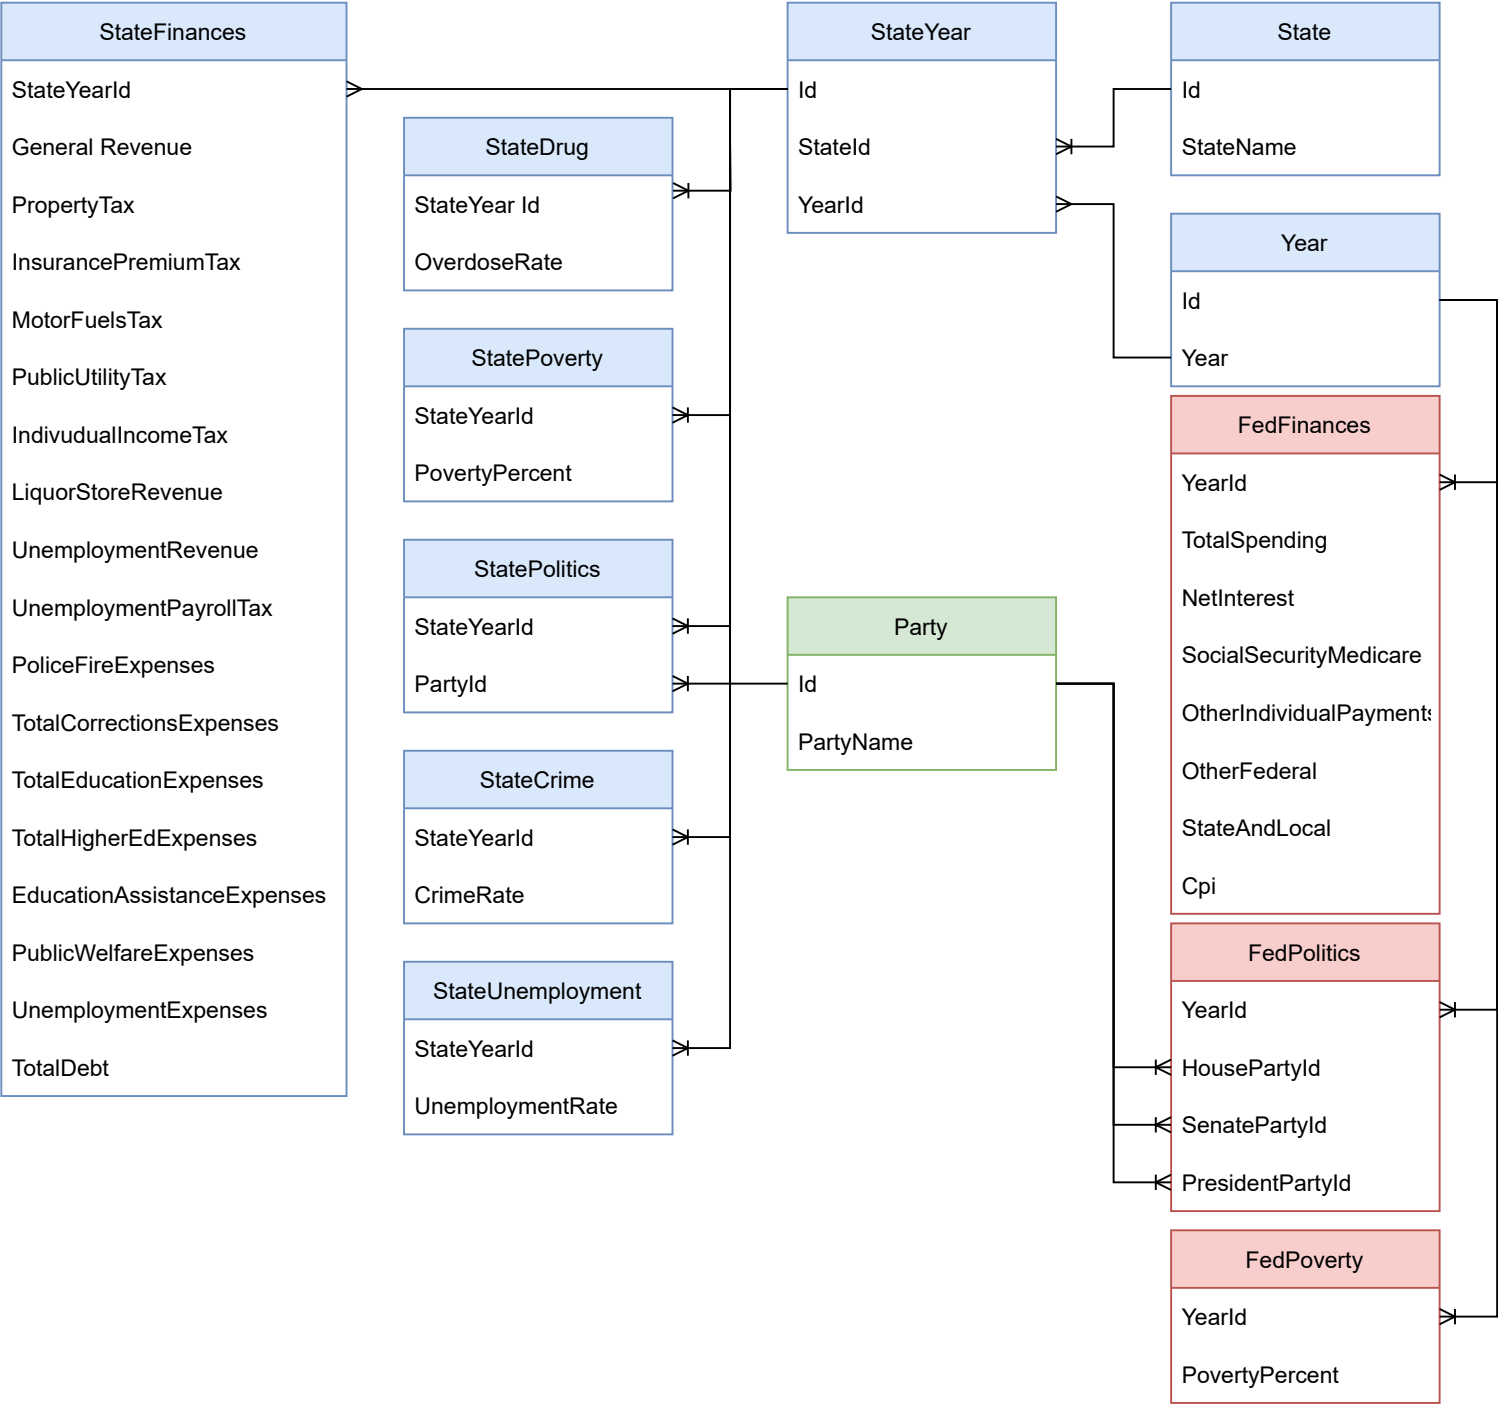 StateFinances
StateYearId
General Revenue
PropertyTax
InsurancePremiumTax
MotorFuelsTax
PublicUtilityTax
IndivudualIncomeTax
LiquorStoreRevenue
UnemploymentRevenue
UnemploymentPayrollTax
PoliceFireExpenses
TotalCorrectionsExpenses
TotalEducationExpenses
TotalHigherEdExpenses
EducationAssistanceExpenses
PublicWelfareExpenses
UnemploymentExpenses
TotalDebt
StateDrug
StateYear Id
OverdoseRate
StatePoverty
StateYearId
PovertyPercent
StatePolitics
StateYearId
PartyId
StateCrime
StateYearId
CrimeRate
StateUnemployment
StateYearId
UnemploymentRate
StateYear
Id
StateId
YearId
Party
Id
PartyName
State
Id
StateName
Year
Id
Year
FedFinances
YearId
TotalSpending
NetInterest
SocialSecurityMedicare
OtherIndividualPayments
OtherFederal
StateAndLocal
Cpi
FedPolitics
YearId
HousePartyId
SenatePartyId
PresidentPartyId
FedPoverty
YearId
PovertyPercent